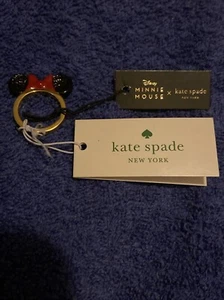 Disney
MINNIE
MOUSE
×
kate spade
NEW YORK
kate spade
NEW YORK